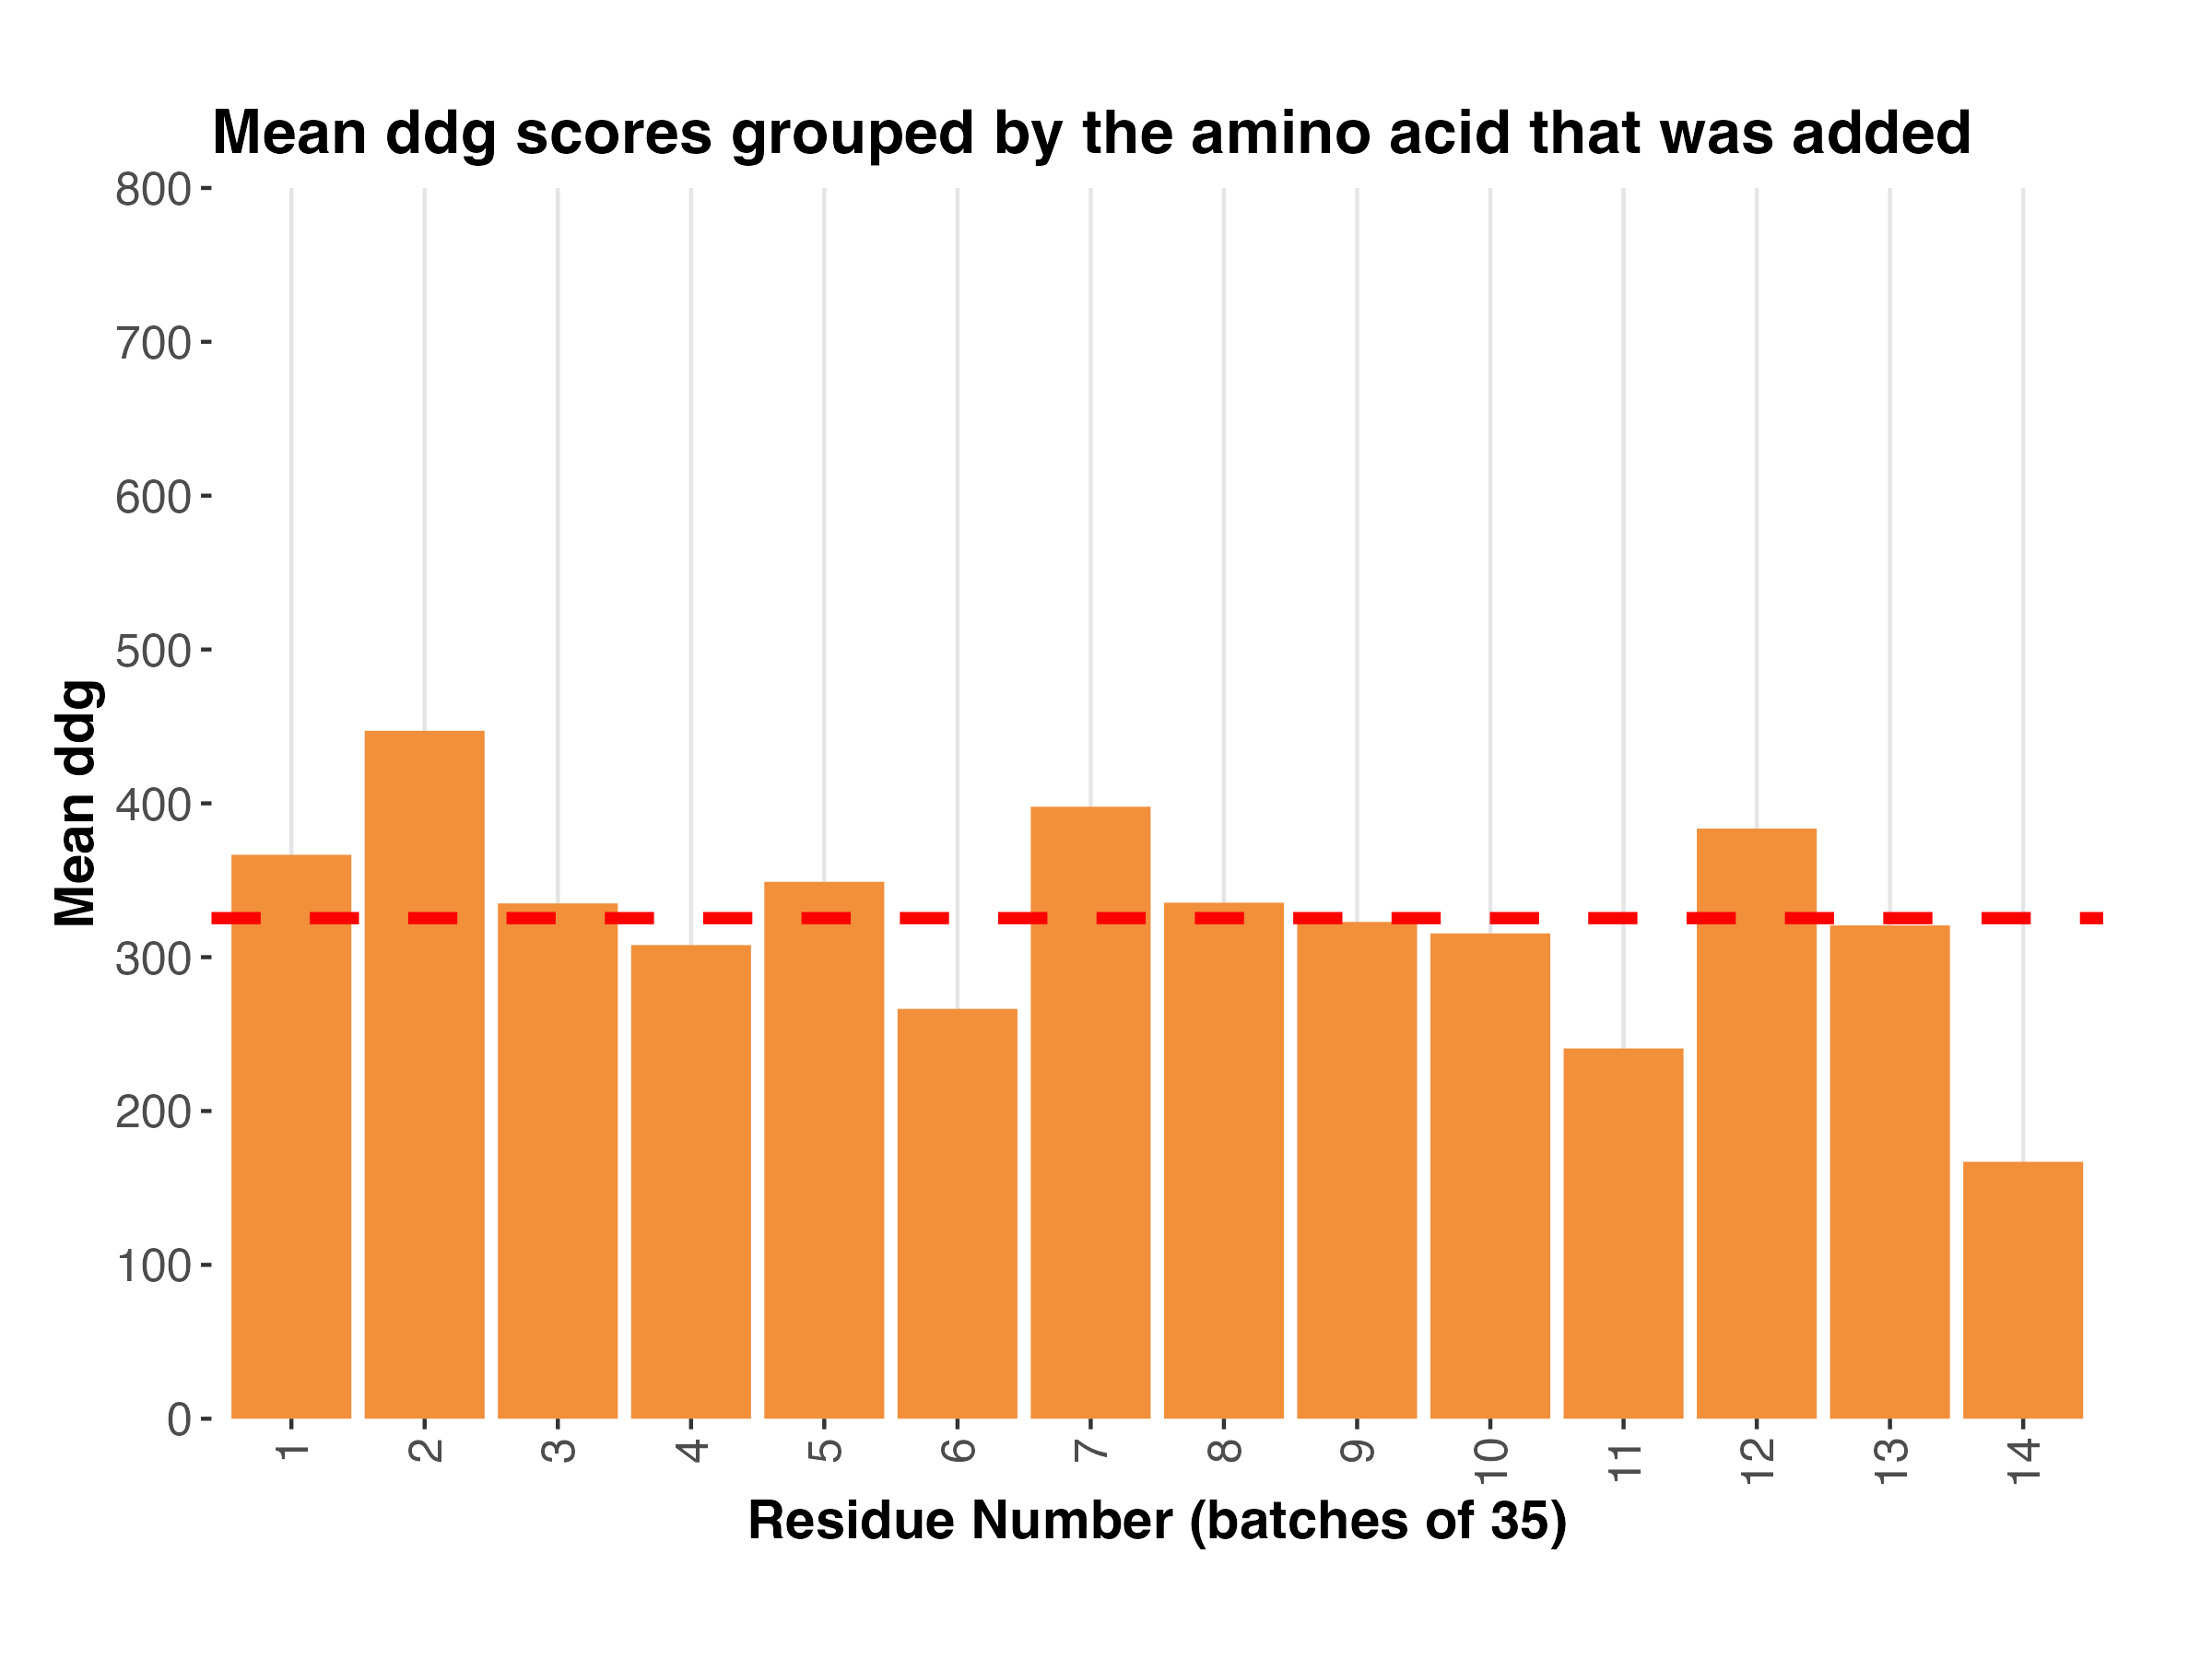 Mean ddg scores grouped by the amino acid that was added
800
700
600
500
400
300
200
100
0
Mean ddg
1 2 3 4 5 6 7 8 9 10 11 12 13 14
Residue Number (batches of 35)